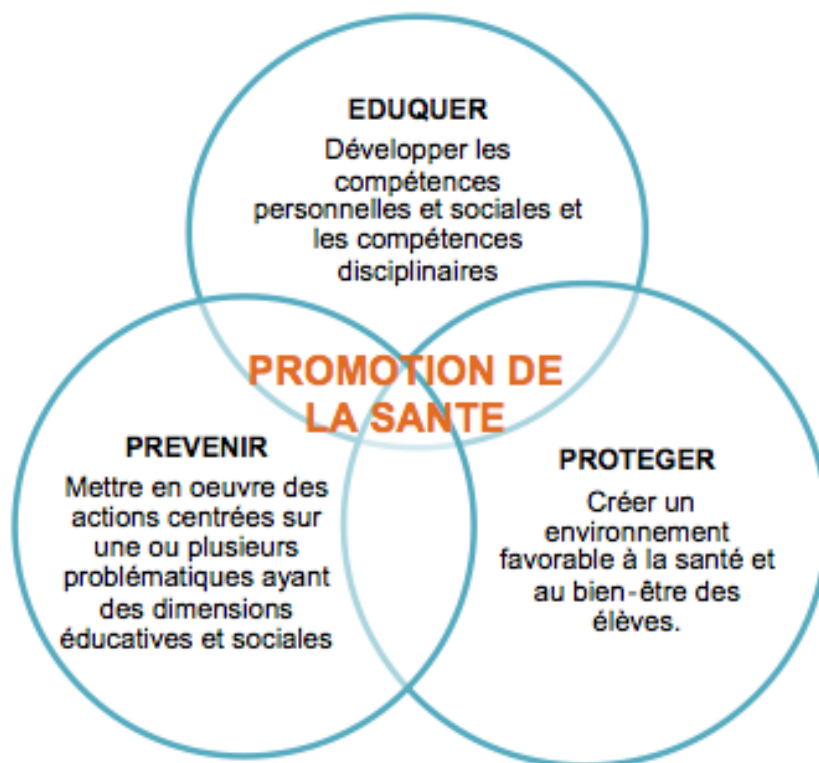 EDUQUER
Développer les
compétences
personnelles et sociales et
les compétences
disciplinaires
PROMOTION DE
LA SANTE
PREVENIR
Mettre en oeuvre des
actions centrées sur
une ou plusieurs
problématiques ayant
des dimensions
éducatives et sociales
PROTEGER
Créer un
environnement
favorable à la santé et
au bien-être des
élèves.